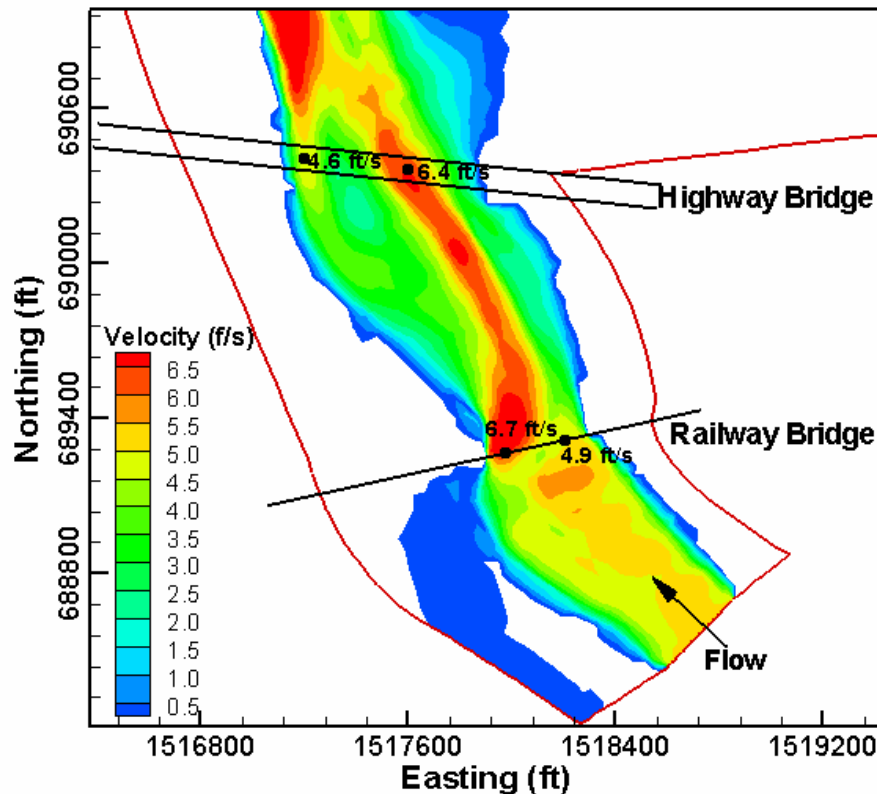 690600
4.6 ft/s
6.4 ft/s
Highway Bridge
690000
Northing (ft)
Velocity (f/s)
6.5
6.0
5.5
5.0
4.5
4.0
3.5
3.0
2.5
2.0
1.5
1.0
0.5
689400
6.7 ft/s
4.9 ft/s
Railway Bridge
688800
Flow
1516800
1517600
1518400
1519200
Easting (ft)